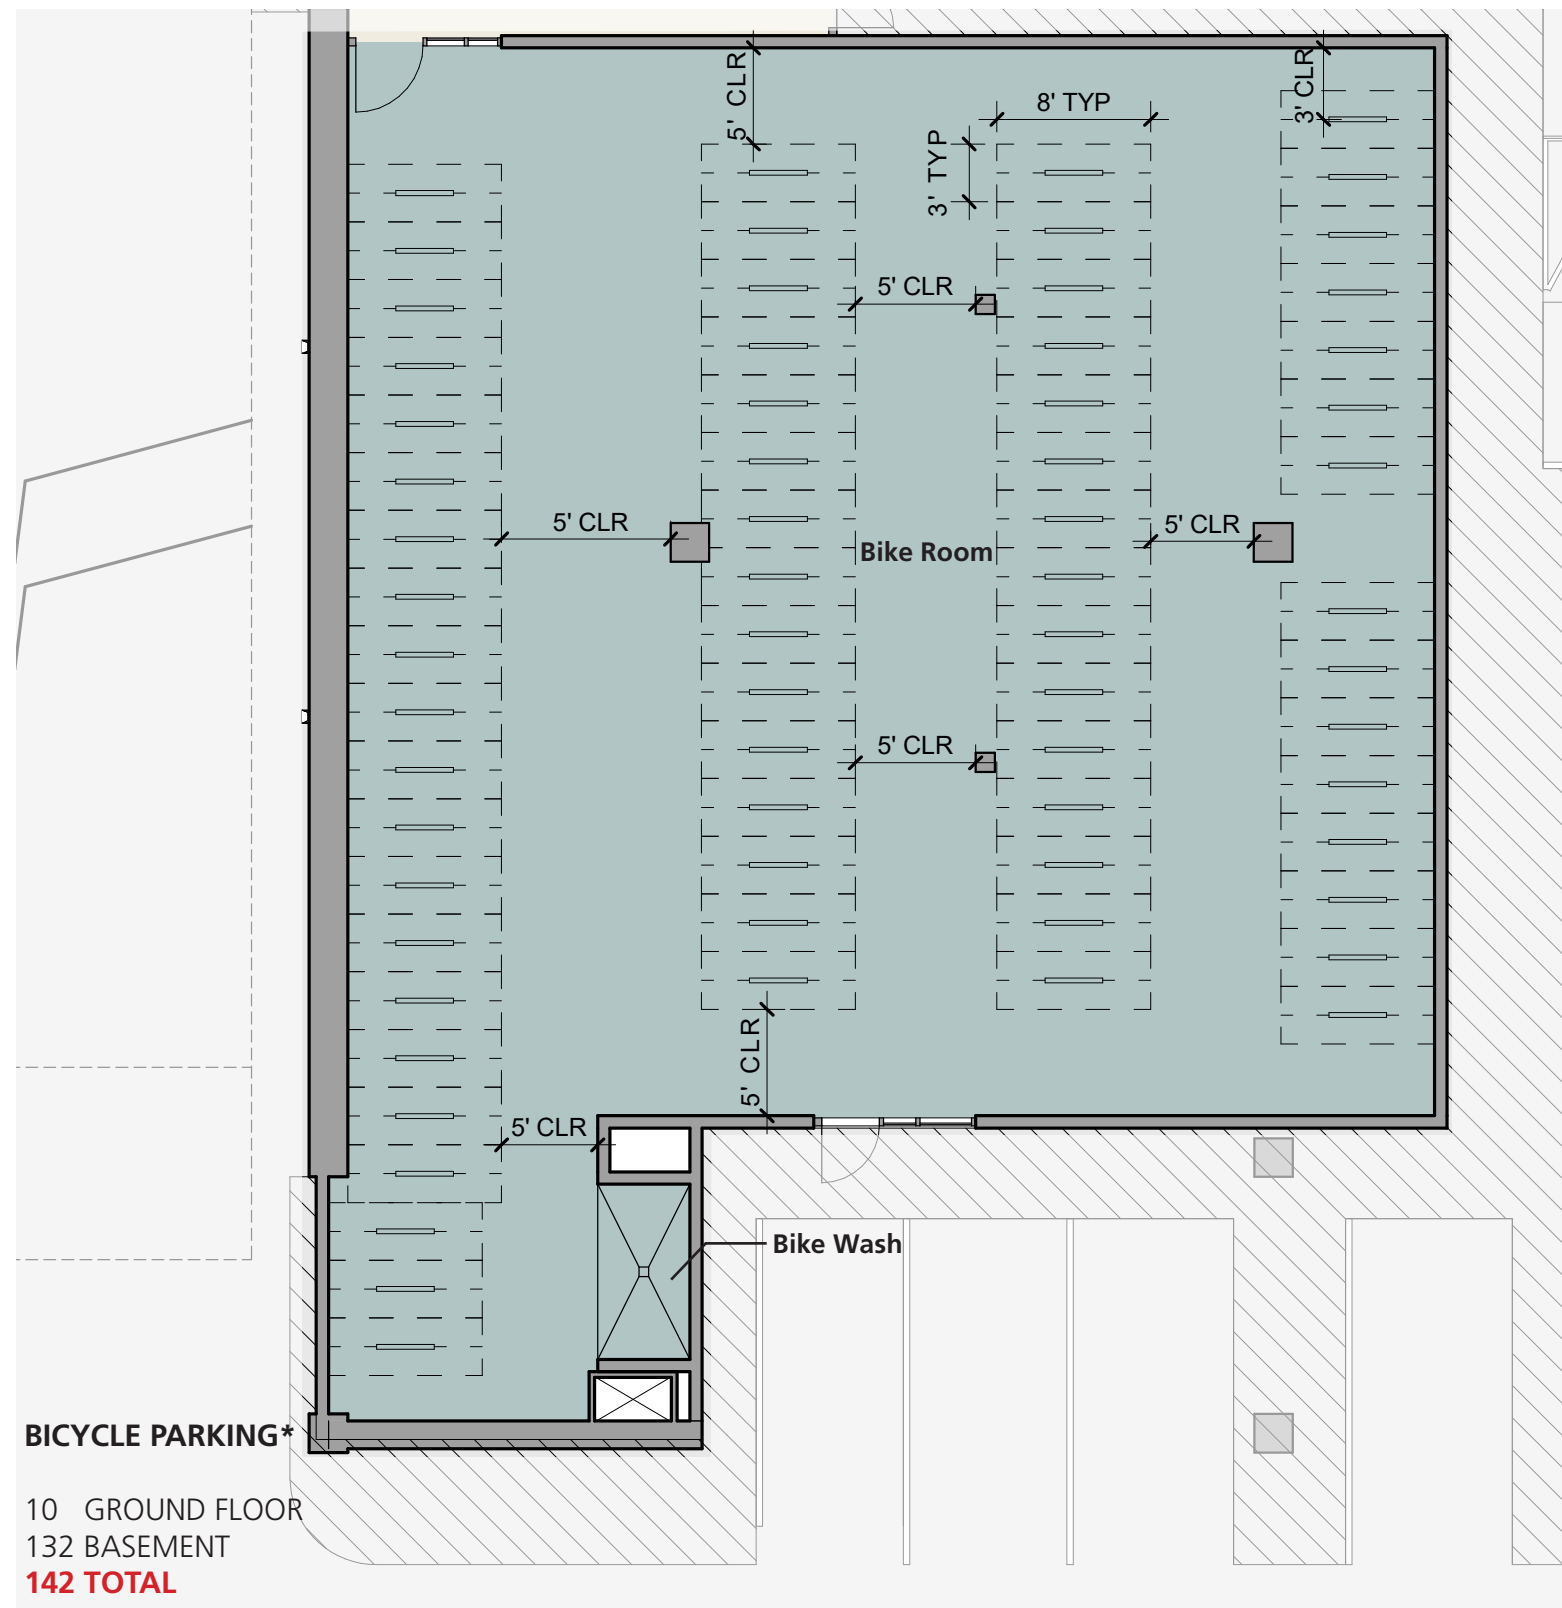 5' CLR
3' CLR
8' TYP
3' TYP
5' CLR
5' CLR
5' CLR
Bike Room
5' CLR
5' CLR
5' CLR
Bike Wash
BICYCLE PARKING*
10 GROUND FLOOR
132 BASEMENT
142 TOTAL